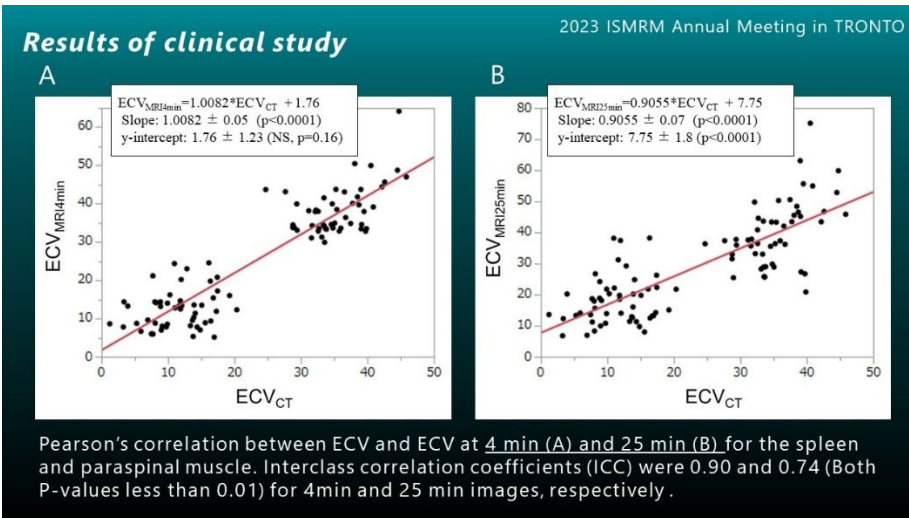 2023 ISMRM Annual Meeting in TRONTO
Results of clinical study
A
ECVMRI4min=1.0082*ECVCT +1.76
Slope: 1.0082 ± 0.05 (p<0.0001)
y-intercept: 1.76 ± 1.23 (NS, p=0.16)
60
50
40
30
20
10
0
ECVMRI4min
0 10 20 30 40 50
ECVCT
B
ECVMRI25min=0.9055*ECVCT + 7.75
Slope: 0.9055 ± 0.07 (p<0.0001)
y-intercept: 7.75 ± 1.8 (p<0.0001)
80
70
60
50
40
30
20
10
0
ECVMRI25min
0 10 20 30 40 50
ECVCT
Pearson's correlation between ECV and ECV at 4 min (A) and 25 min (B) for the spleen
and paraspinal muscle. Interclass correlation coefficients (ICC) were 0.90 and 0.74 (Both
P-values less than 0.01) for 4min and 25 min images, respectively .